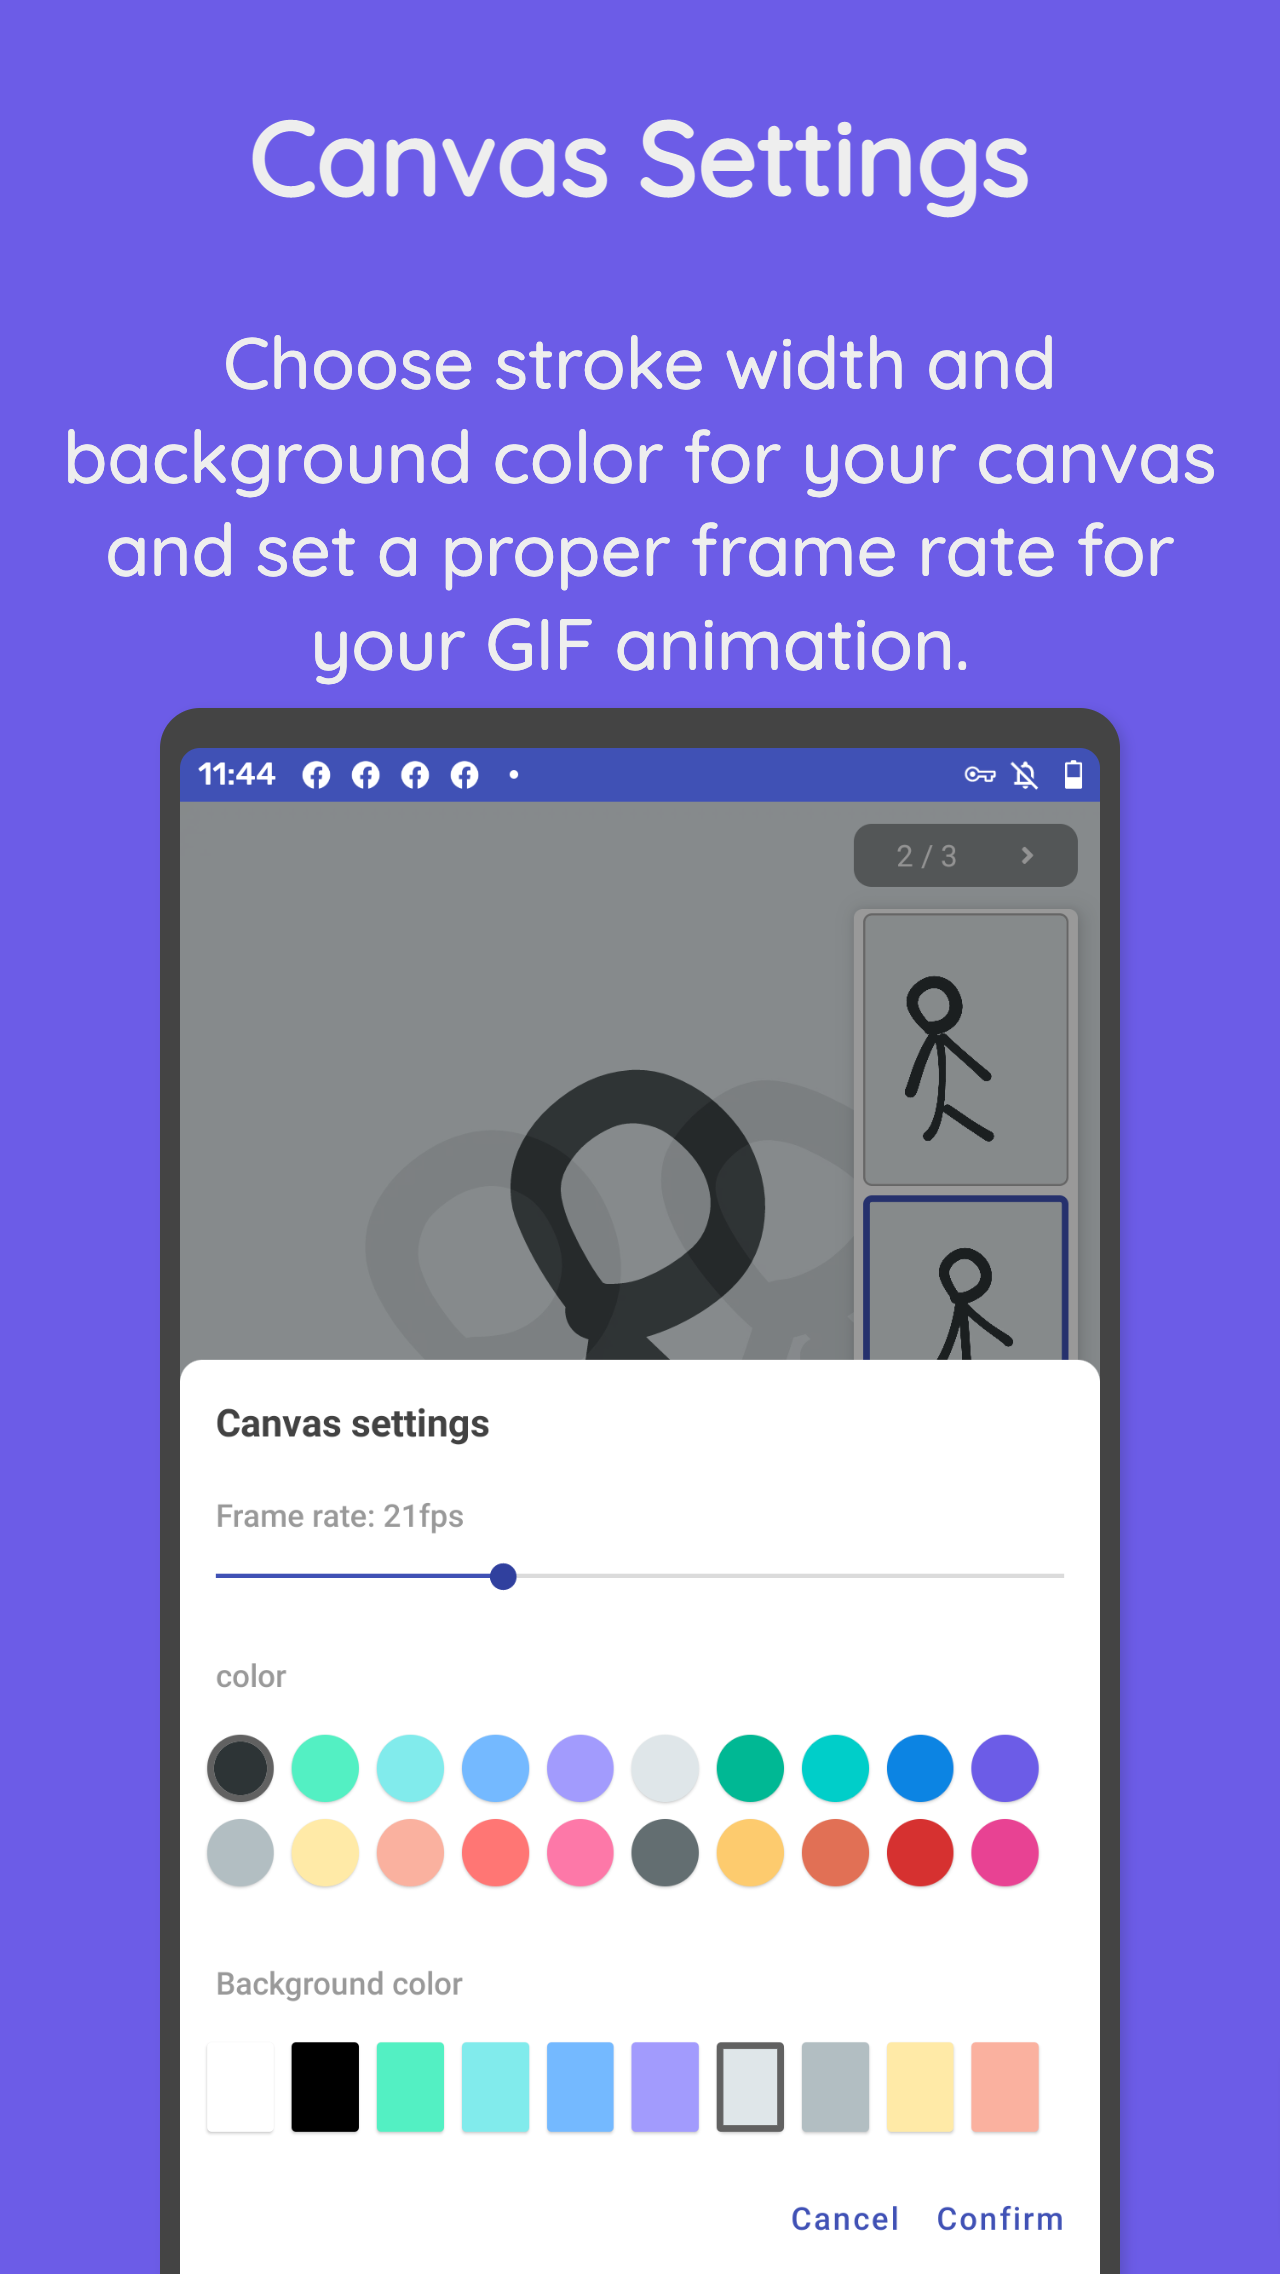 Canvas Settings
Choose stroke width and
background color for your canvas
and set a proper frame rate for
your GIF animation.
11:44
2 / 3
Canvas settings
Frame rate: 21fps
color
Background color
Cancel Confirm